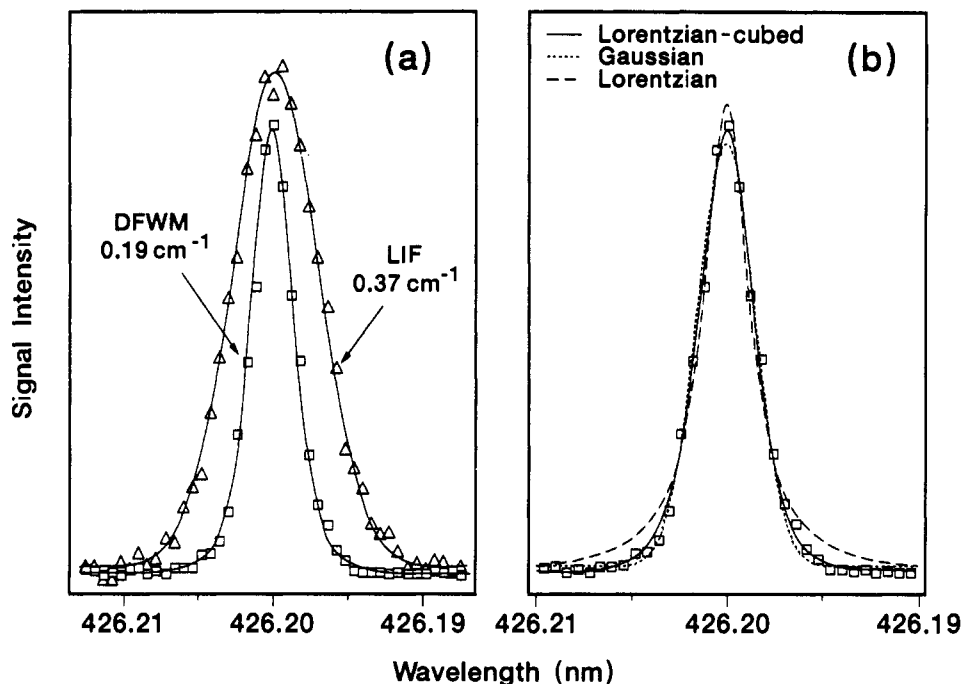 (a)
DFWM
0.19 cm⁻¹
LIF
0.37 cm⁻¹
Signal Intensity
426.21
426.20
426.19
Lorentzian-cubed
Gaussian
Lorentzian
(b)
426.21
426.20
426.19
Wavelength (nm)